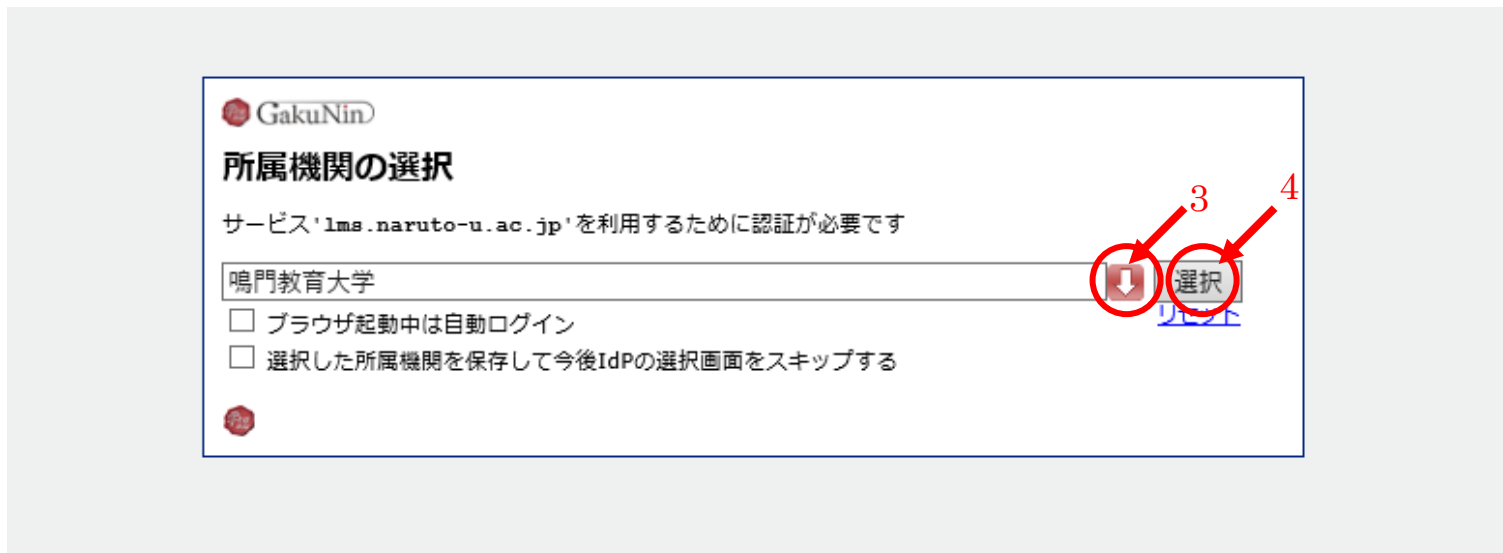 GakuNin
所属機関の選択
3 4
サービス'lms.naruto-u.ac.jp'を利用するために認証が必要です
鳴門教育大学 選択
リセット
ブラウザ起動中は自動ログイン
選択した所属機関を保存して今後IdPの選択画面をスキップする